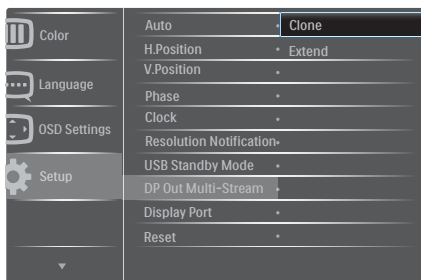 Color
Language
OSD Settings
Setup
Auto
H.Position
V.Position
Phase
Clock
Resolution Notification
USB Standby Mode
DP Out Multi-Stream
Display Port
Reset
Clone
Extend